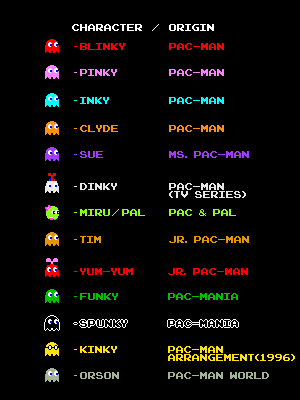 CHARACTER / ORIGIN
-BLINKY PAC-MAN
-PINKY PAC-MAN
-INKY PAC-MAN
-CLYDE PAC-MAN
-SUE MS. PAC-MAN
-DINKY PAC-MAN
(TV SERIES)
-MIRU/PAL PAC & PAL
-TIM JR. PAC-MAN
-YUM-YUM JR. PAC-MAN
-FUNKY PAC-MANIA
-SPUNKY PAC-MANIA
-KINKY PAC-MAN
ARRANGEMENT(1996)
-ORSON PAC-MAN WORLD